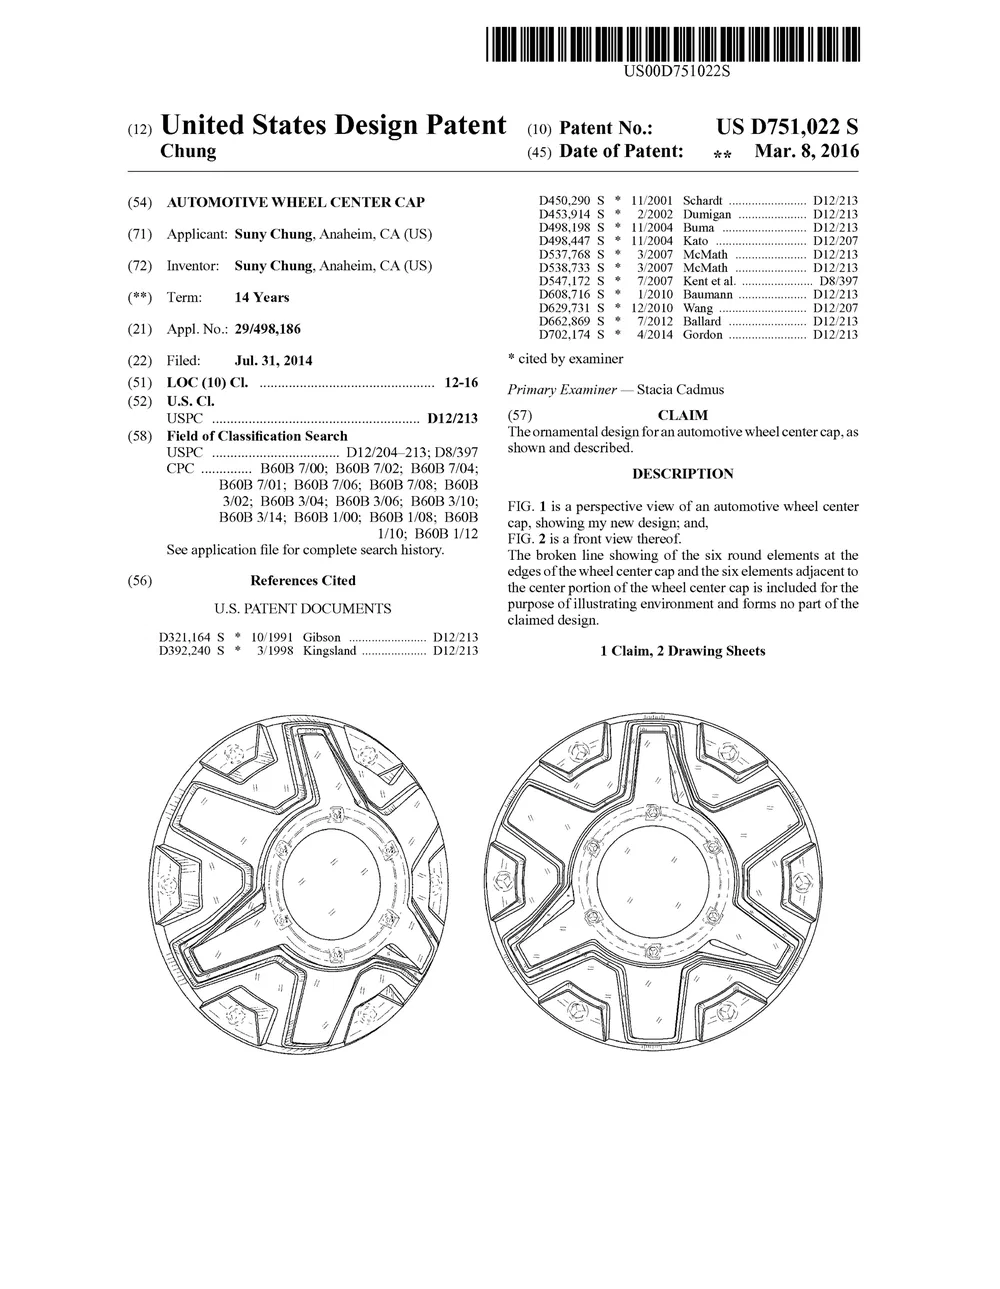 US00D751022S
(12) United States Design Patent
Chung
(10) Patent No.: US D751,022 S
(45) Date of Patent: ** Mar. 8, 2016
(54) AUTOMOTIVE WHEEL CENTER CAP
(71) Applicant: Suny Chung, Anaheim, CA (US)
(72) Inventor: Suny Chung, Anaheim, CA (US)
(**) Term: 14 Years
(21) Appl. No.: 29/498,186
(22) Filed: Jul. 31, 2014
(51) LOC (10) Cl. ................................................ 12-16
(52) U.S. Cl.
USPC ......................................................... D12/213
(58) Field of Classification Search
USPC ................................... D12/204–213; D8/397
CPC .............. B60B 7/00; B60B 7/02; B60B 7/04;
B60B 7/01; B60B 7/06; B60B 7/08; B60B
3/02; B60B 3/04; B60B 3/06; B60B 3/10;
B60B 3/14; B60B 1/00; B60B 1/08; B60B
1/10; B60B 1/12
See application file for complete search history.
(56) References Cited
U.S. PATENT DOCUMENTS
D321,164 S * 10/1991 Gibson ........................ D12/213
D392,240 S * 3/1998 Kingsland .................... D12/213
D450,290 S * 11/2001 Schardt ........................ D12/213
D453,914 S * 2/2002 Dumigan ..................... D12/213
D498,198 S * 11/2004 Buma .......................... D12/213
D498,447 S * 11/2004 Kato ............................ D12/207
D537,768 S * 3/2007 McMath ...................... D12/213
D538,733 S * 3/2007 McMath ...................... D12/213
D547,172 S * 7/2007 Kent et al. ...................... D8/397
D608,716 S * 1/2010 Baumann ..................... D12/213
D629,731 S * 12/2010 Wang ........................... D12/207
D662,869 S * 7/2012 Ballard ........................ D12/213
D702,174 S * 4/2014 Gordon ........................ D12/213
* cited by examiner
Primary Examiner — Stacia Cadmus
(57) CLAIM
The ornamental design for an automotive wheel center cap, as
shown and described.
DESCRIPTION
FIG. 1 is a perspective view of an automotive wheel center
cap, showing my new design; and,
FIG. 2 is a front view thereof.
The broken line showing of the six round elements at the
edges of the wheel center cap and the six elements adjacent to
the center portion of the wheel center cap is included for the
purpose of illustrating environment and forms no part of the
claimed design.
1 Claim, 2 Drawing Sheets